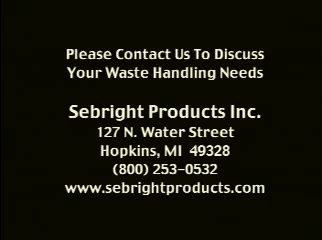 Please Contact Us To Discuss
Your Waste Handling Needs
Sebright Products Inc.
127 N. Water Street
Hopkins, MI  49328
(800) 253-0532
www.sebrightproducts.com